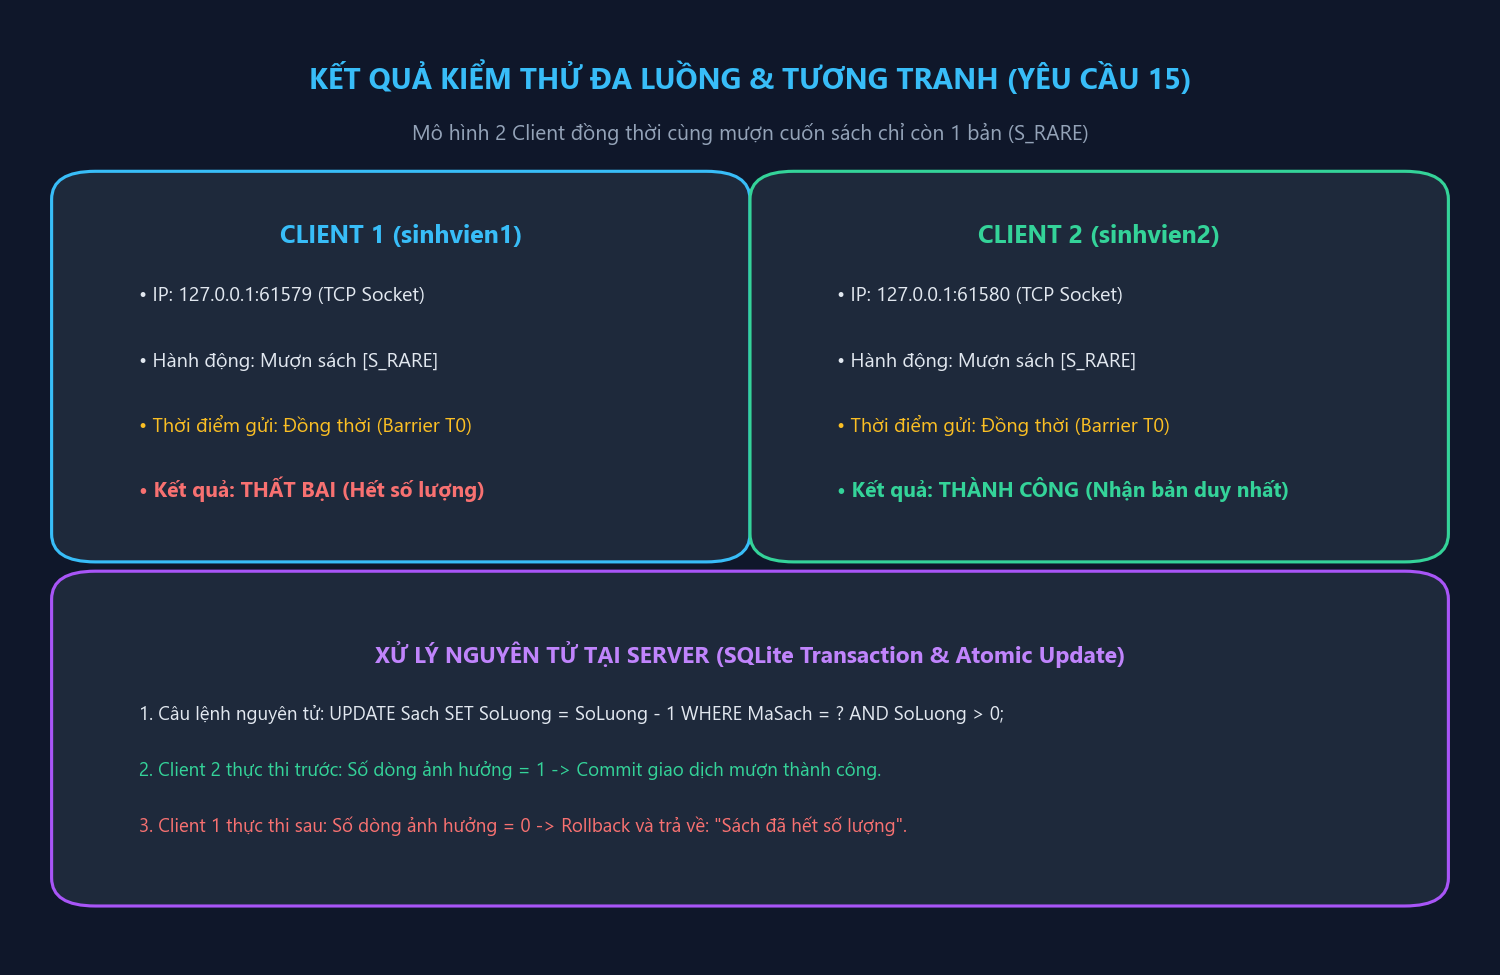 KẾT QUẢ KIỂM THỬ ĐA LUỒNG & TƯƠNG TRANH (YÊU CẦU 15)
Mô hình 2 Client đồng thời cùng mượn cuốn sách chỉ còn 1 bản (S_RARE)
CLIENT 1 (sinhvien1)
• IP: 127.0.0.1:61579 (TCP Socket)
• Hành động: Mượn sách [S_RARE]
• Thời điểm gửi: Đồng thời (Barrier T0)
• Kết quả: THẤT BẠI (Hết số lượng)
CLIENT 2 (sinhvien2)
• IP: 127.0.0.1:61580 (TCP Socket)
• Hành động: Mượn sách [S_RARE]
• Thời điểm gửi: Đồng thời (Barrier T0)
• Kết quả: THÀNH CÔNG (Nhận bản duy nhất)
XỬ LÝ NGUYÊN TỬ TẠI SERVER (SQLite Transaction & Atomic Update)
1. Câu lệnh nguyên tử: UPDATE Sach SET SoLuong = SoLuong - 1 WHERE MaSach = ? AND SoLuong > 0;
2. Client 2 thực thi trước: Số dòng ảnh hưởng = 1 -> Commit giao dịch mượn thành công.
3. Client 1 thực thi sau: Số dòng ảnh hưởng = 0 -> Rollback và trả về: "Sách đã hết số lượng".